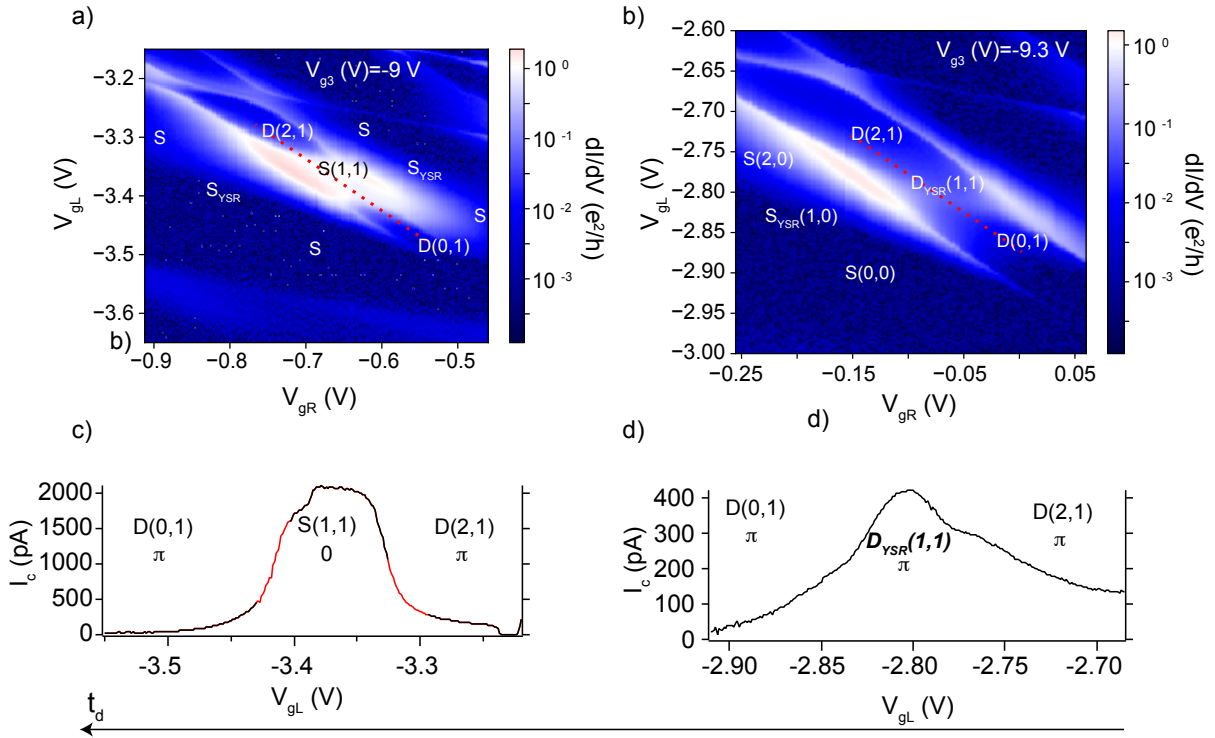 a)
V_g3 (V)=-9 V
D(2,1)
S
S
S(1,1)
S_YSR
S_YSR
S
S
D(0,1)
−3.2
−3.3
−3.4
−3.5
−3.6
V_gL (V)
b)
−0.9
−0.8
−0.7
−0.6
−0.5
V_gR (V)
10^0
10^-1
10^-2
10^-3
dI/dV (e²/h)
b)
V_g3 (V)=-9.3 V
D(2,1)
S(2,0)
D_YSR(1,1)
S_YSR(1,0)
D(0,1)
S(0,0)
−2.60
−2.65
−2.70
−2.75
−2.80
−2.85
−2.90
−2.95
−3.00
V_gL (V)
−0.25
−0.15
−0.05
0.05
V_gR (V)
d)
10^0
10^-1
10^-2
10^-3
dI/dV (e²/h)
c)
2000
1500
1000
500
0
I_c (pA)
D(0,1)
π
S(1,1)
0
D(2,1)
π
-3.5
-3.4
-3.3
V_gL (V)
d)
400
300
200
100
0
I_c (pA)
D(0,1)
π
D_YSR(1,1)
π
D(2,1)
π
-2.90
-2.85
-2.80
-2.75
-2.70
V_gL (V)
t_d